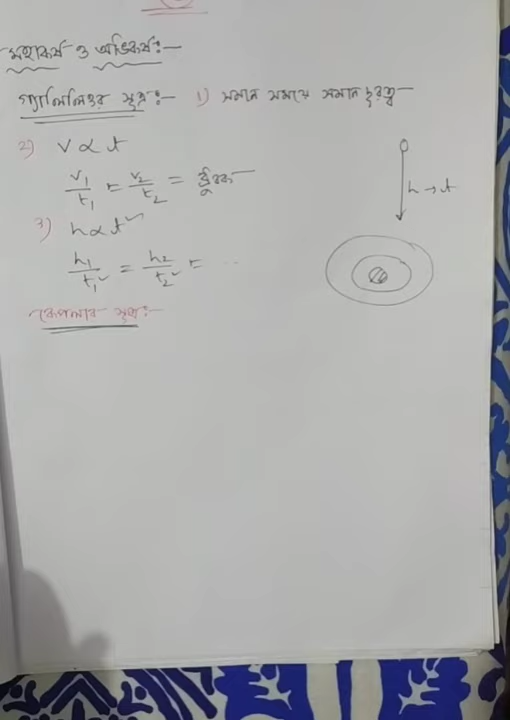 মহাকর্ষ ও অভিকর্ষঃ-
গ্যালিলিওর সূত্রঃ- 1) সমান সময়ে সমান দূরত্ব
2) v ∝ t
v₁/t₁ = v₂/t₂ = ধ্রুবক
h → t
3) h ∝ t²
h₁/t₁² = h₂/t₂² = ..
কেপলার সূত্রঃ-